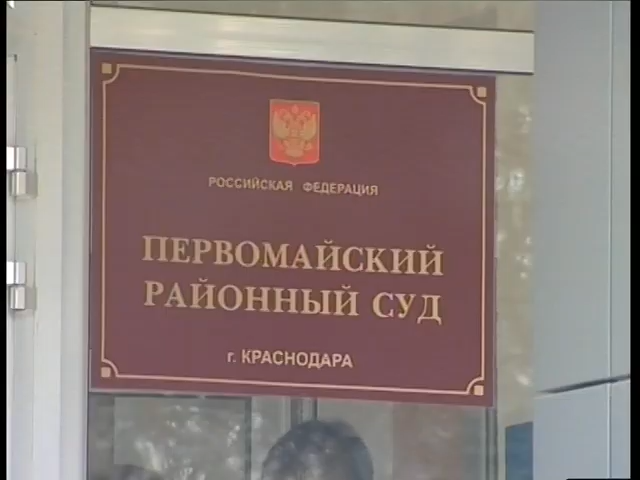 РОССИЙСКАЯ ФЕДЕРАЦИЯ
ПЕРВОМАЙСКИЙ
РАЙОННЫЙ СУД
г. КРАСНОДАРА